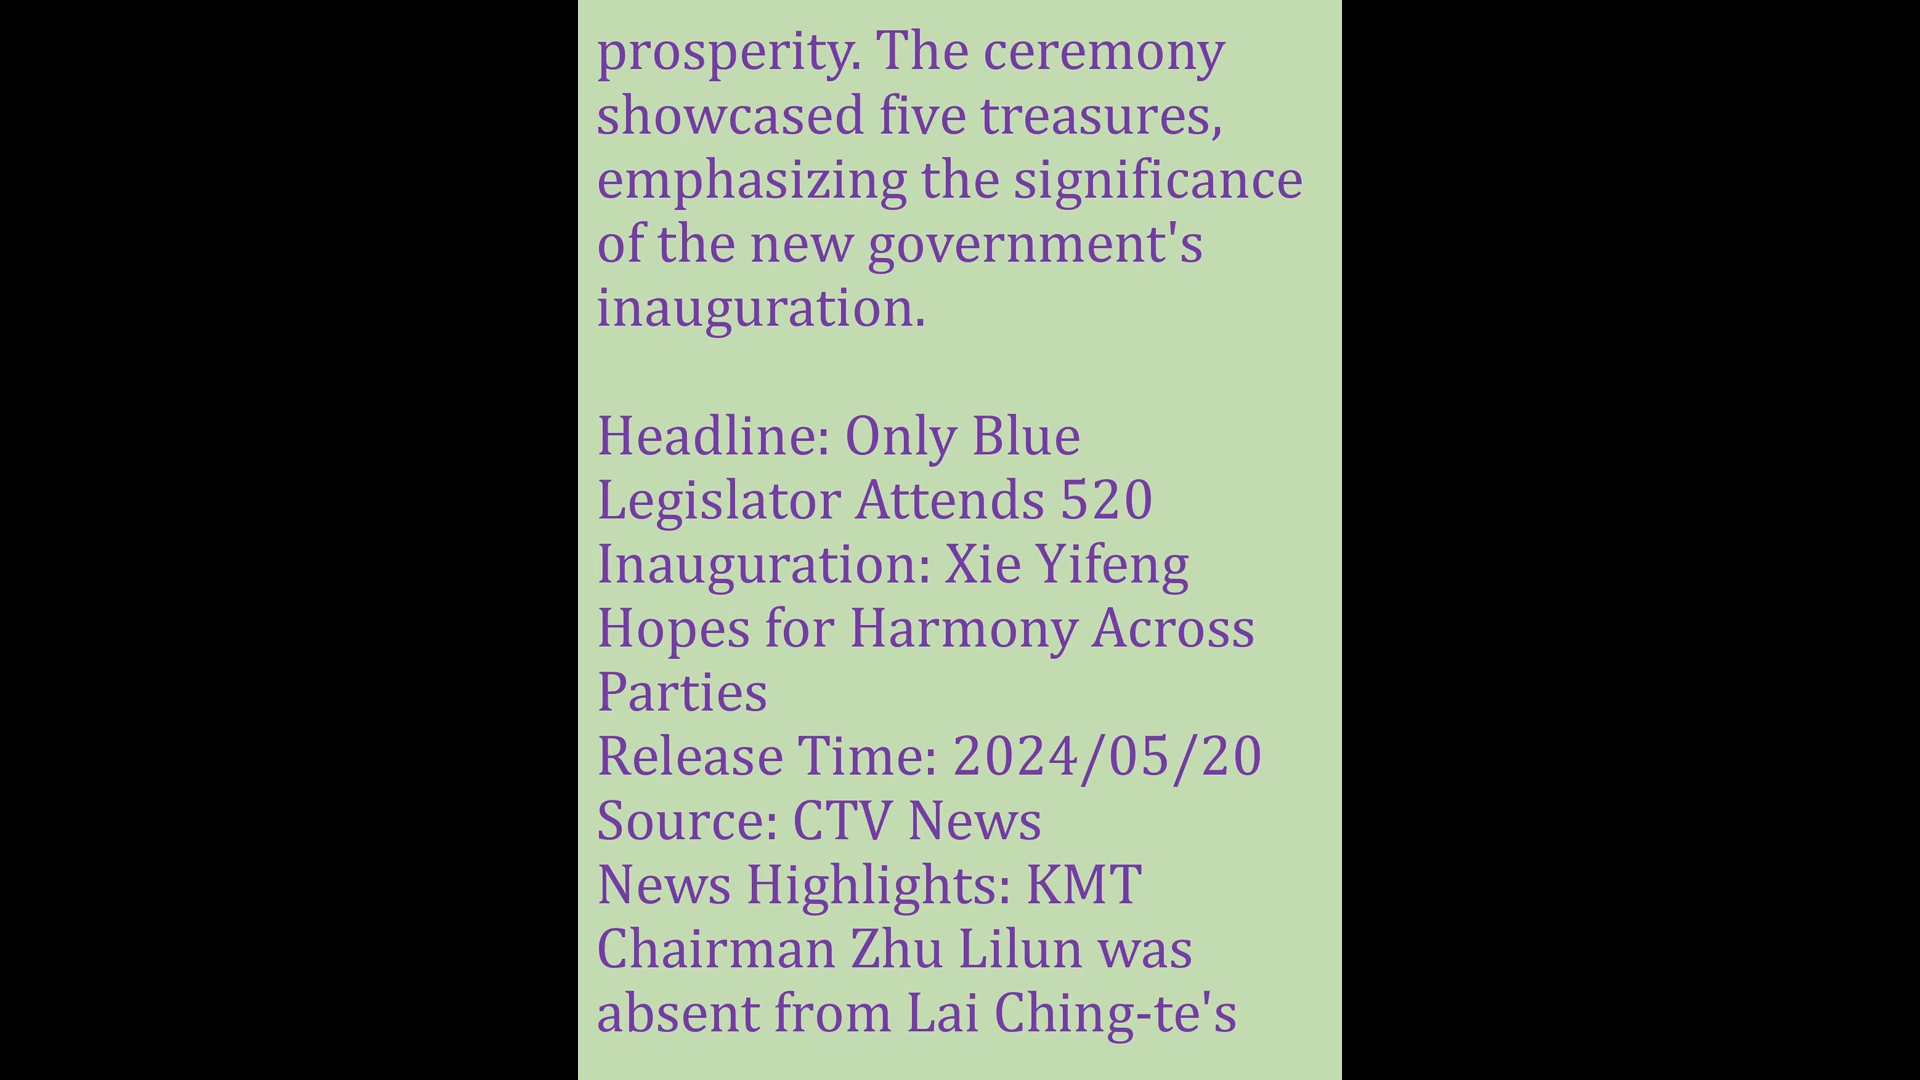 prosperity. The ceremony
showcased five treasures,
emphasizing the significance
of the new government's
inauguration.
Headline: Only Blue
Legislator Attends 520
Inauguration: Xie Yifeng
Hopes for Harmony Across
Parties
Release Time: 2024/05/20
Source: CTV News
News Highlights: KMT
Chairman Zhu Lilun was
absent from Lai Ching-te's